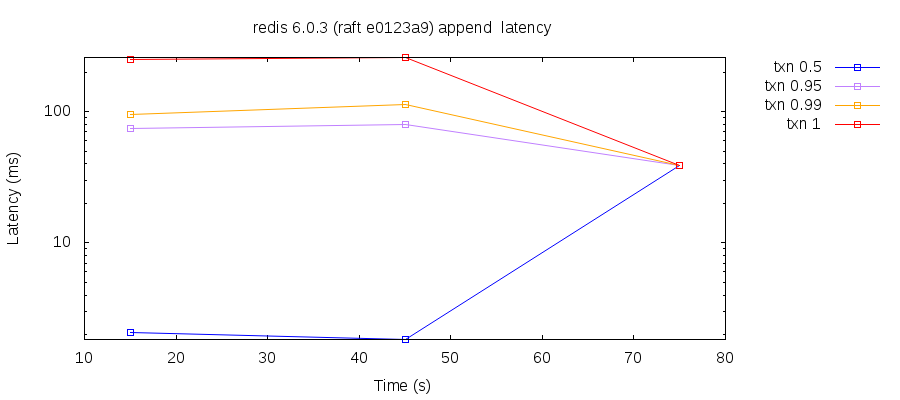 redis 6.0.3 (raft e0123a9) append  latency
txn 0.5
txn 0.95
txn 0.99
txn 1
100
10
Latency (ms)
10 20 30 40 50 60 70 80
Time (s)